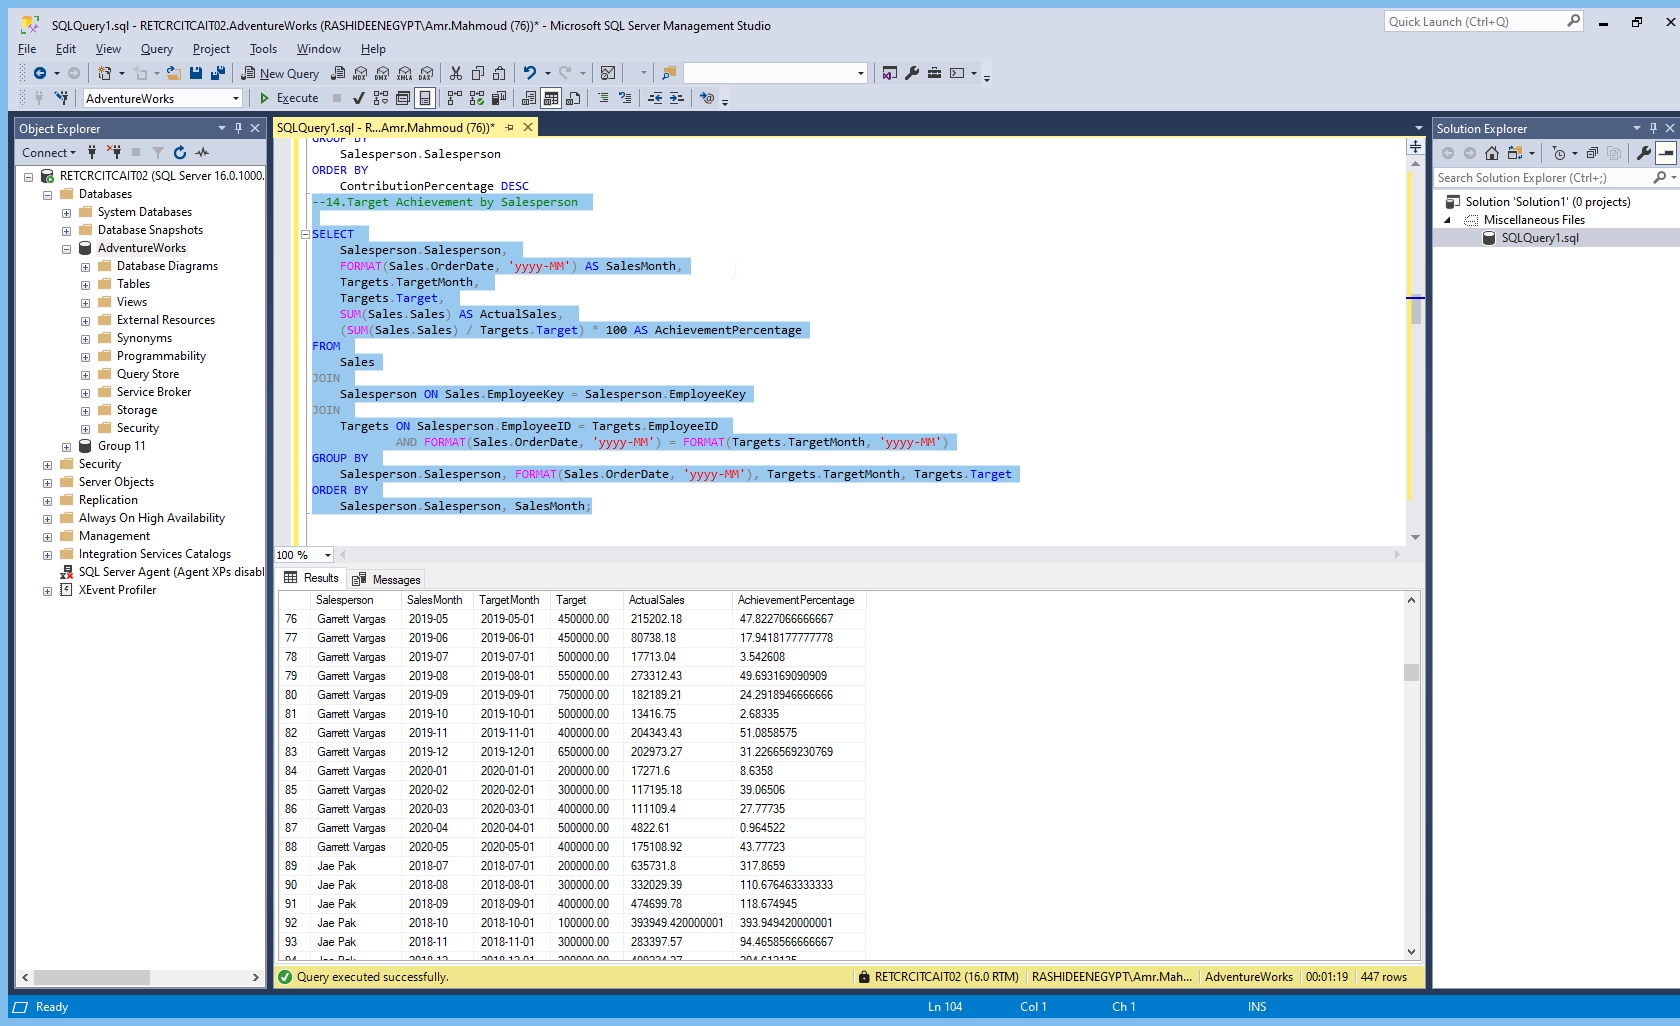 SQLQuery1.sql - RETCRCITCAIT02.AdventureWorks (RASHIDEENEGYPT\Amr.Mahmoud (76))* - Microsoft SQL Server Management Studio
Quick Launch (Ctrl+Q)
File Edit View Query Project Tools Window Help
New Query
MDX DMX XMLA DAX
AdventureWorks
Execute
Object Explorer
Connect
RETCRCITCAIT02 (SQL Server 16.0.1000.
Databases
System Databases
Database Snapshots
AdventureWorks
Database Diagrams
Tables
Views
External Resources
Synonyms
Programmability
Query Store
Service Broker
Storage
Security
Group 11
Security
Server Objects
Replication
Always On High Availability
Management
Integration Services Catalogs
SQL Server Agent (Agent XPs disabl
XEvent Profiler
SQLQuery1.sql - R...Amr.Mahmoud (76))*
GROUP BY
Salesperson.Salesperson
ORDER BY
ContributionPercentage DESC
--14.Target Achievement by Salesperson
SELECT
Salesperson.Salesperson,
FORMAT(Sales.OrderDate, 'yyyy-MM') AS SalesMonth,
Targets.TargetMonth,
Targets.Target,
SUM(Sales.Sales) AS ActualSales,
(SUM(Sales.Sales) / Targets.Target) * 100 AS AchievementPercentage
FROM
Sales
JOIN
Salesperson ON Sales.EmployeeKey = Salesperson.EmployeeKey
JOIN
Targets ON Salesperson.EmployeeID = Targets.EmployeeID
AND FORMAT(Sales.OrderDate, 'yyyy-MM') = FORMAT(Targets.TargetMonth, 'yyyy-MM')
GROUP BY
Salesperson.Salesperson, FORMAT(Sales.OrderDate, 'yyyy-MM'), Targets.TargetMonth, Targets.Target
ORDER BY
Salesperson.Salesperson, SalesMonth;
100 %
Results Messages
Salesperson SalesMonth TargetMonth Target ActualSales AchievementPercentage
76 Garrett Vargas 2019-05 2019-05-01 450000.00 215202.18 47.8227066666667
77 Garrett Vargas 2019-06 2019-06-01 450000.00 80738.18 17.9418177777778
78 Garrett Vargas 2019-07 2019-07-01 500000.00 17713.04 3.542608
79 Garrett Vargas 2019-08 2019-08-01 550000.00 273312.43 49.693169090909
80 Garrett Vargas 2019-09 2019-09-01 750000.00 182189.21 24.2918946666666
81 Garrett Vargas 2019-10 2019-10-01 500000.00 13416.75 2.68335
82 Garrett Vargas 2019-11 2019-11-01 400000.00 204343.43 51.0858575
83 Garrett Vargas 2019-12 2019-12-01 650000.00 202973.27 31.2266569230769
84 Garrett Vargas 2020-01 2020-01-01 200000.00 17271.6 8.6358
85 Garrett Vargas 2020-02 2020-02-01 300000.00 117195.18 39.06506
86 Garrett Vargas 2020-03 2020-03-01 400000.00 111109.4 27.77735
87 Garrett Vargas 2020-04 2020-04-01 500000.00 4822.61 0.964522
88 Garrett Vargas 2020-05 2020-05-01 400000.00 175108.92 43.77723
89 Jae Pak 2018-07 2018-07-01 200000.00 635731.8 317.8659
90 Jae Pak 2018-08 2018-08-01 300000.00 332029.39 110.676463333333
91 Jae Pak 2018-09 2018-09-01 400000.00 474699.78 118.674945
92 Jae Pak 2018-10 2018-10-01 100000.00 393949.420000001 393.949420000001
93 Jae Pak 2018-11 2018-11-01 300000.00 283397.57 94.4658566666667
Query executed successfully.
RETCRCITCAIT02 (16.0 RTM) RASHIDEENEGYPT\Amr.Mah... AdventureWorks 00:01:19 447 rows
Solution Explorer
Search Solution Explorer (Ctrl+;)
Solution 'Solution1' (0 projects)
Miscellaneous Files
SQLQuery1.sql
Ready Ln 104 Col 1 Ch 1 INS